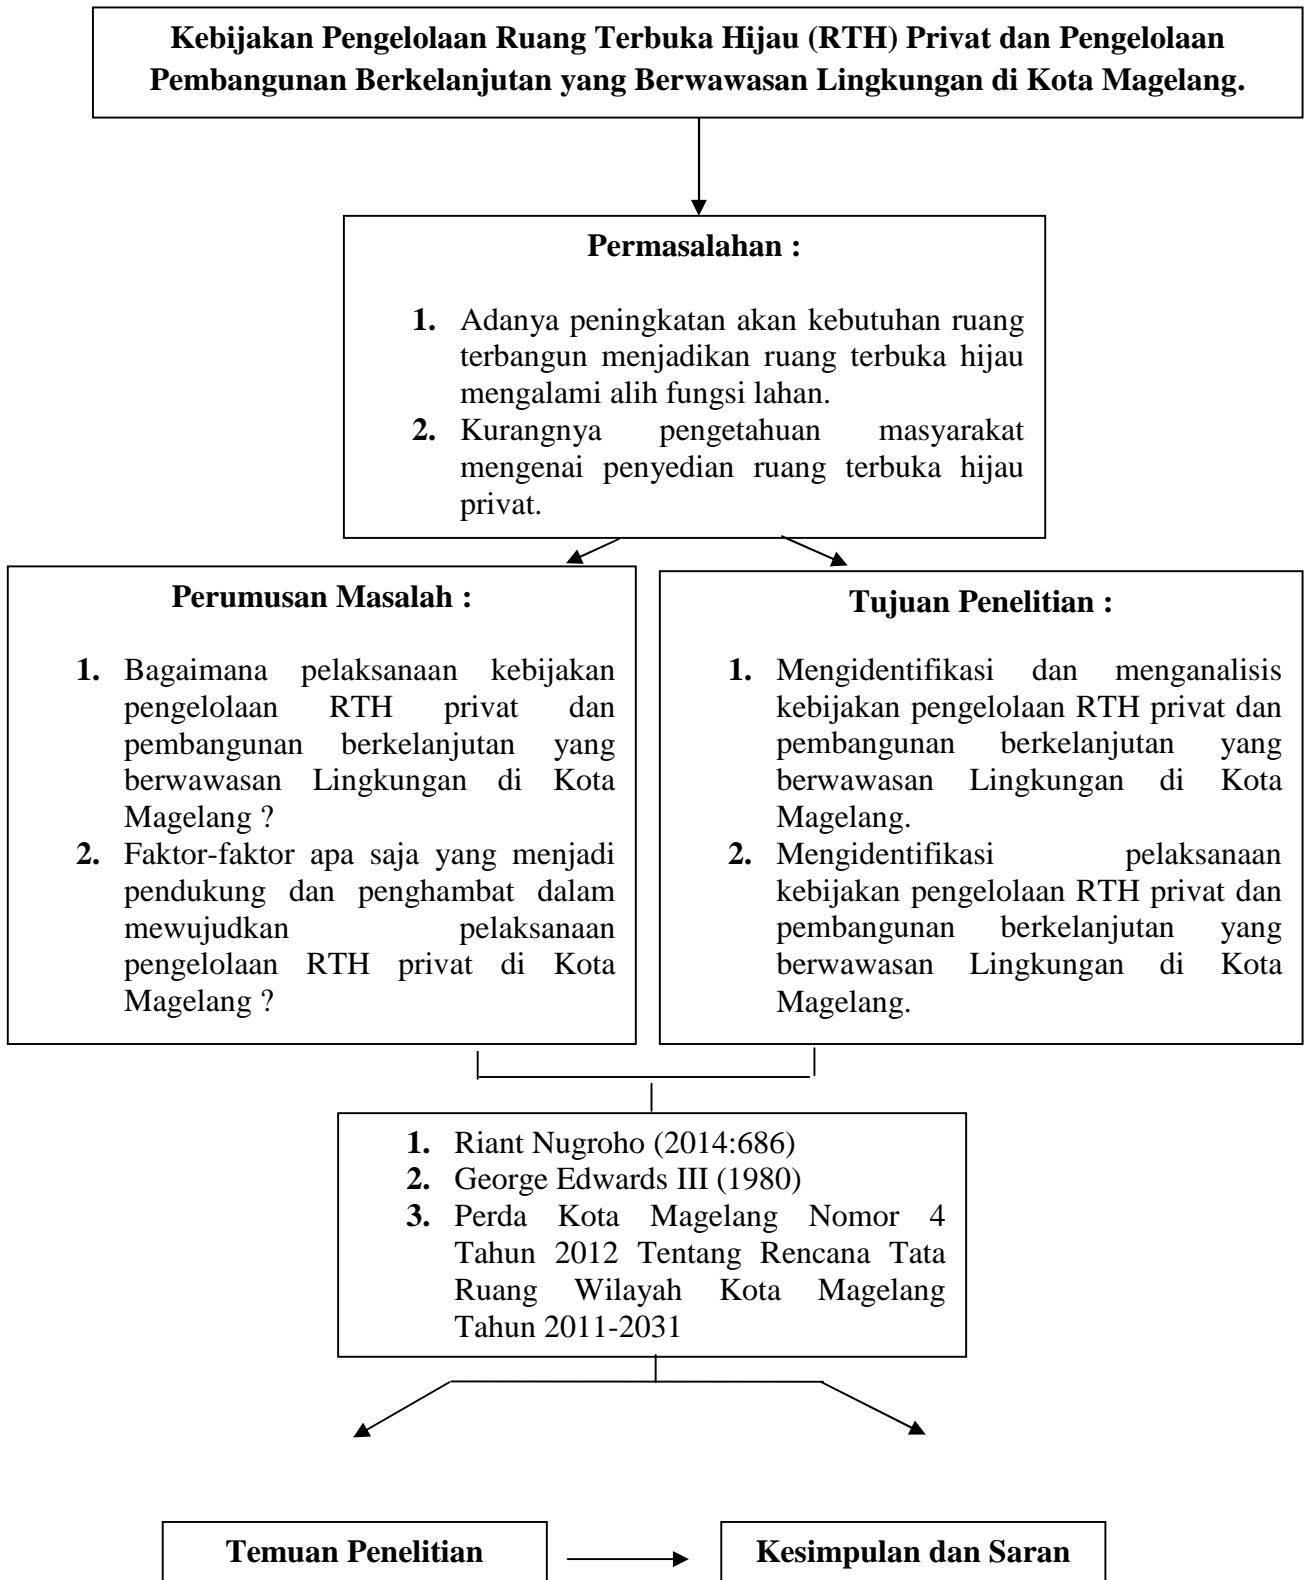 Kebijakan Pengelolaan Ruang Terbuka Hijau (RTH) Privat dan Pengelolaan
Pembangunan Berkelanjutan yang Berwawasan Lingkungan di Kota Magelang.
Permasalahan :
1. Adanya peningkatan akan kebutuhan ruang
terbangun menjadikan ruang terbuka hijau
mengalami alih fungsi lahan.
2. Kurangnya pengetahuan masyarakat
mengenai penyedian ruang terbuka hijau
privat.
Perumusan Masalah :
1. Bagaimana pelaksanaan kebijakan
pengelolaan RTH privat dan
pembangunan berkelanjutan yang
berwawasan Lingkungan di Kota
Magelang ?
2. Faktor-faktor apa saja yang menjadi
pendukung dan penghambat dalam
mewujudkan pelaksanaan
pengelolaan RTH privat di Kota
Magelang ?
Tujuan Penelitian :
1. Mengidentifikasi dan menganalisis
kebijakan pengelolaan RTH privat dan
pembangunan berkelanjutan yang
berwawasan Lingkungan di Kota
Magelang.
2. Mengidentifikasi pelaksanaan
kebijakan pengelolaan RTH privat dan
pembangunan berkelanjutan yang
berwawasan Lingkungan di Kota
Magelang.
1. Riant Nugroho (2014:686)
2. George Edwards III (1980)
3. Perda Kota Magelang Nomor 4
Tahun 2012 Tentang Rencana Tata
Ruang Wilayah Kota Magelang
Tahun 2011-2031
Temuan Penelitian
Kesimpulan dan Saran